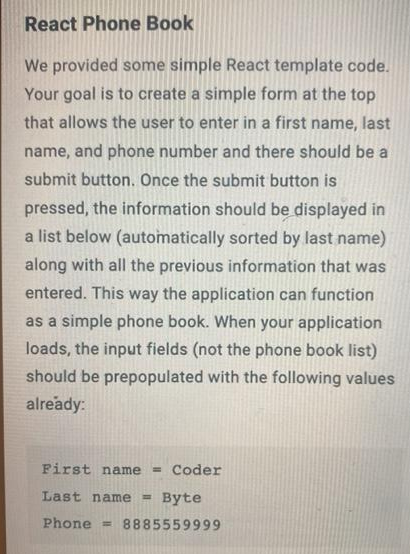 React Phone Book
We provided some simple React template code.
Your goal is to create a simple form at the top
that allows the user to enter in a first name, last
name, and phone number and there should be a
submit button. Once the submit button is
pressed, the information should be displayed in
a list below (automatically sorted by last name)
along with all the previous information that was
entered. This way the application can function
as a simple phone book. When your application
loads, the input fields (not the phone book list)
should be prepopulated with the following values
already:
First name = Coder
Last name = Byte
Phone = 8885559999